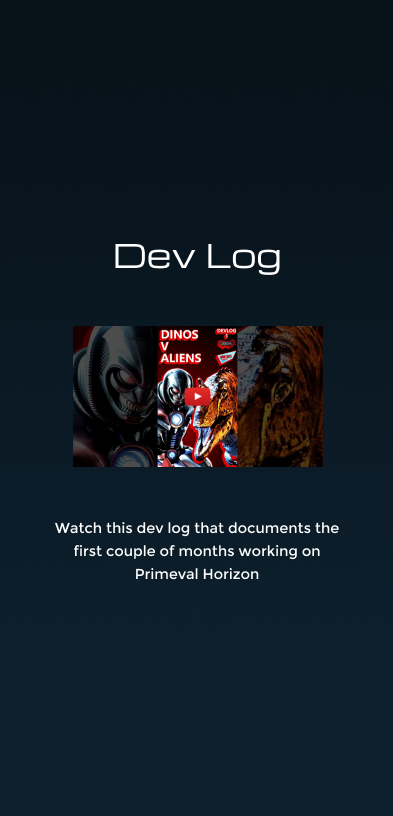 Dev Log
DINOS
V
ALIENS
DEVLOG
Watch this dev log that documents the
first couple of months working on
Primeval Horizon